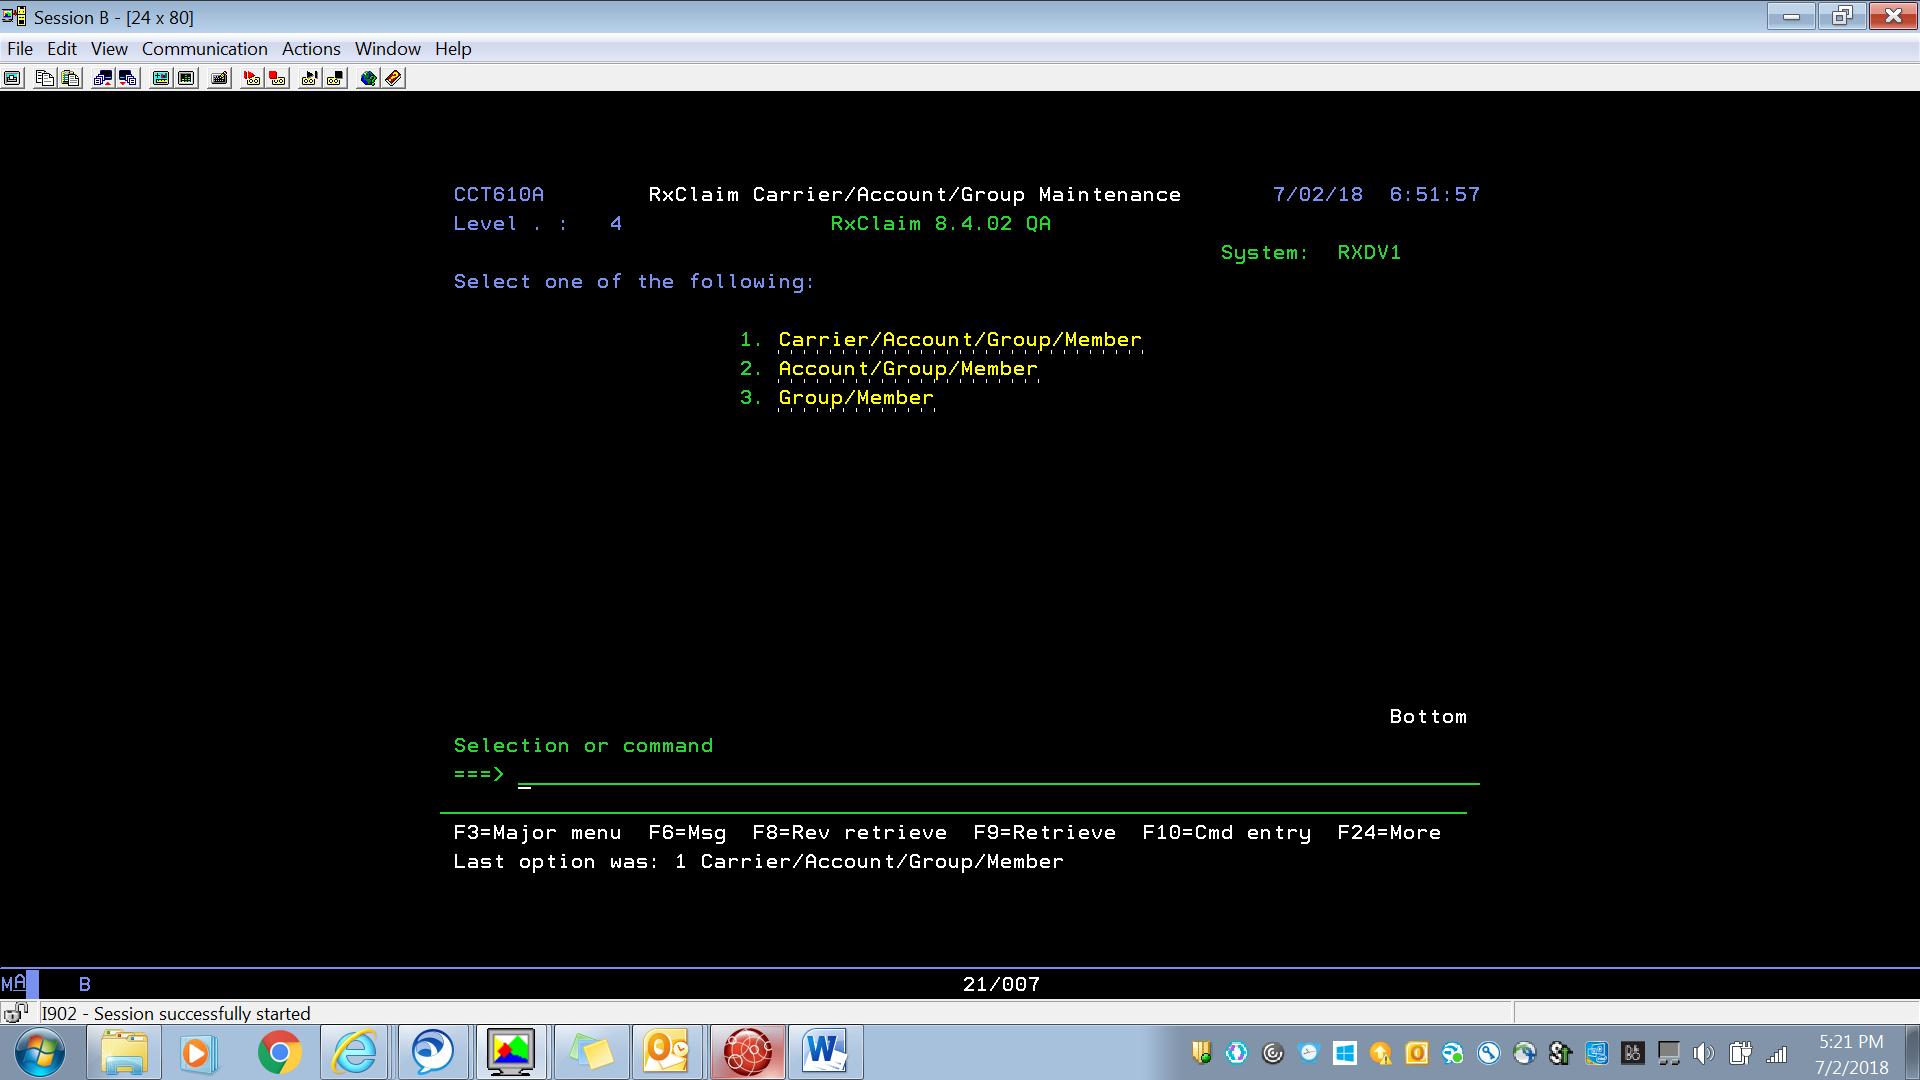 Session B - [24 x 80]
File Edit View Communication Actions Window Help
CCT610A RxClaim Carrier/Account/Group Maintenance 7/02/18 6:51:57
Level . : 4 RxClaim 8.4.02 QA
System: RXDV1
Select one of the following:
1. Carrier/Account/Group/Member
2. Account/Group/Member
3. Group/Member
Bottom
Selection or command
===> _
F3=Major menu F6=Msg F8=Rev retrieve F9=Retrieve F10=Cmd entry F24=More
Last option was: 1 Carrier/Account/Group/Member
MA B 21/007
I902 - Session successfully started
5:21 PM
7/2/2018